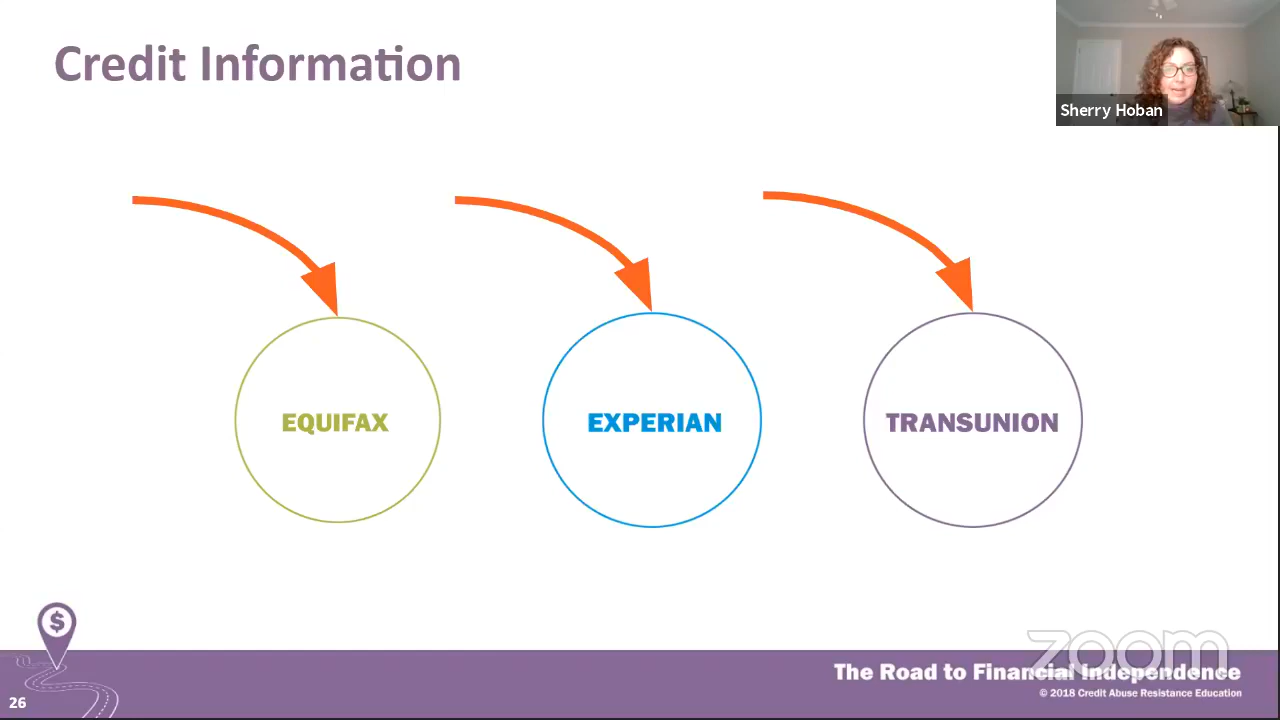 Credit Information
Sherry Hoban
EQUIFAX
EXPERIAN
TRANSUNION
$
zoom
The Road to Financial Independence
© 2018 Credit Abuse Resistance Education
26